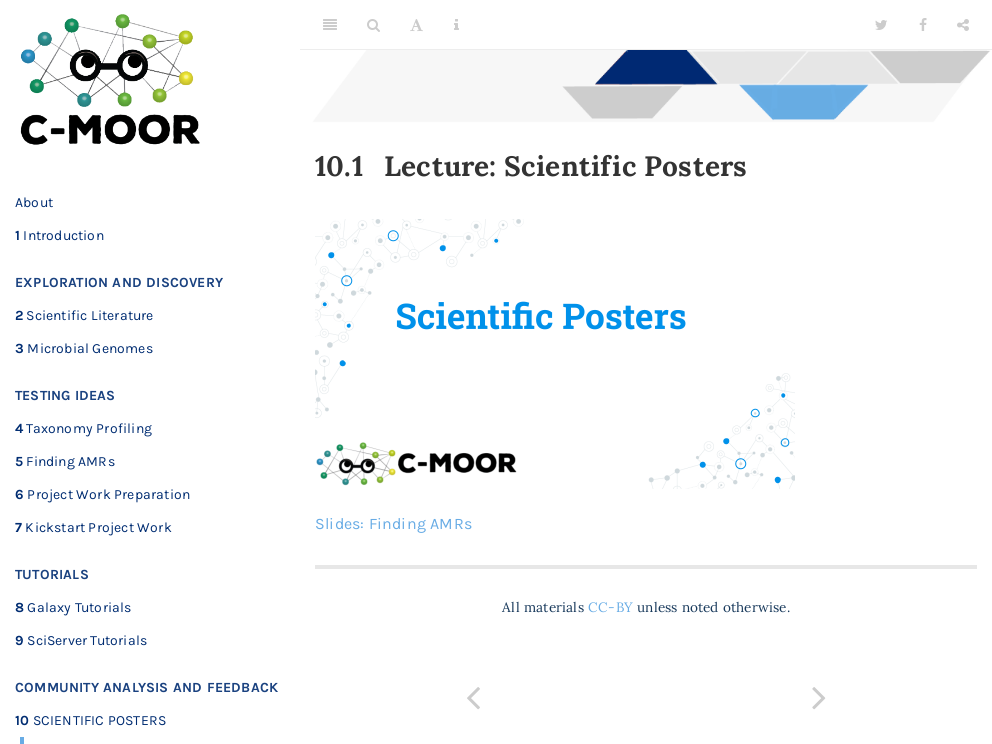 C-MOOR
About
1 Introduction
EXPLORATION AND DISCOVERY
2 Scientific Literature
3 Microbial Genomes
TESTING IDEAS
4 Taxonomy Profiling
5 Finding AMRs
6 Project Work Preparation
7 Kickstart Project Work
TUTORIALS
8 Galaxy Tutorials
9 SciServer Tutorials
COMMUNITY ANALYSIS AND FEEDBACK
10 SCIENTIFIC POSTERS
10.1 Lecture: Scientific Posters
Scientific Posters
C-MOOR
Slides: Finding AMRs
All materials CC-BY unless noted otherwise.